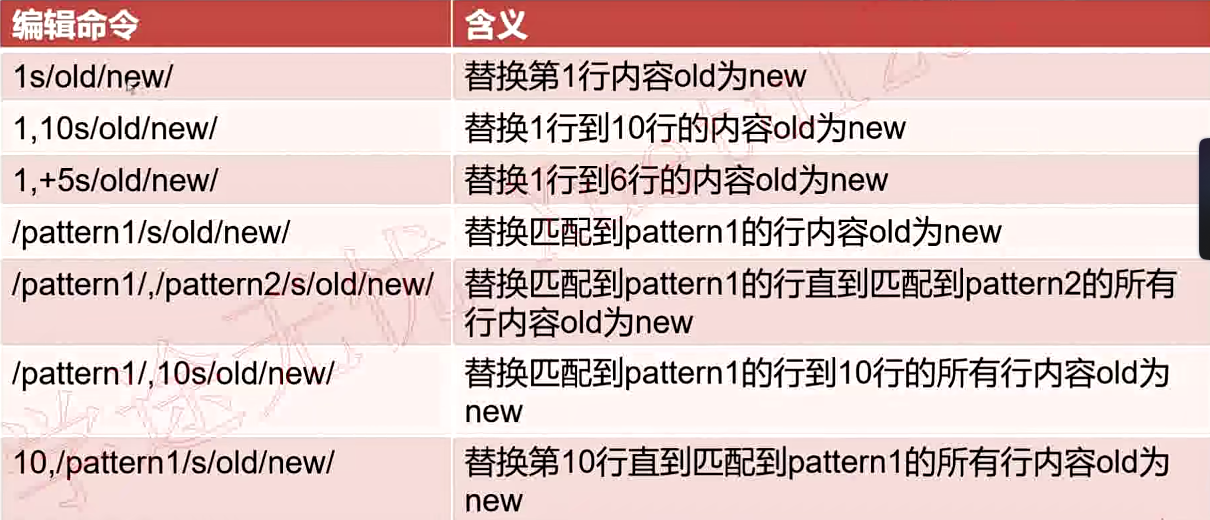 编辑命令 含义
1s/old/new/ 替换第1行内容old为new
1,10s/old/new/ 替换1行到10行的内容old为new
1,+5s/old/new/ 替换1行到6行的内容old为new
/pattern1/s/old/new/ 替换匹配到pattern1的行内容old为new
/pattern1/,/pattern2/s/old/new/ 替换匹配到pattern1的行直到匹配到pattern2的所有
行内容old为new
/pattern1/,10s/old/new/ 替换匹配到pattern1的行到10行的所有行内容old为
new
10,/pattern1/s/old/new/ 替换第10行直到匹配到pattern1的所有行内容old为
new